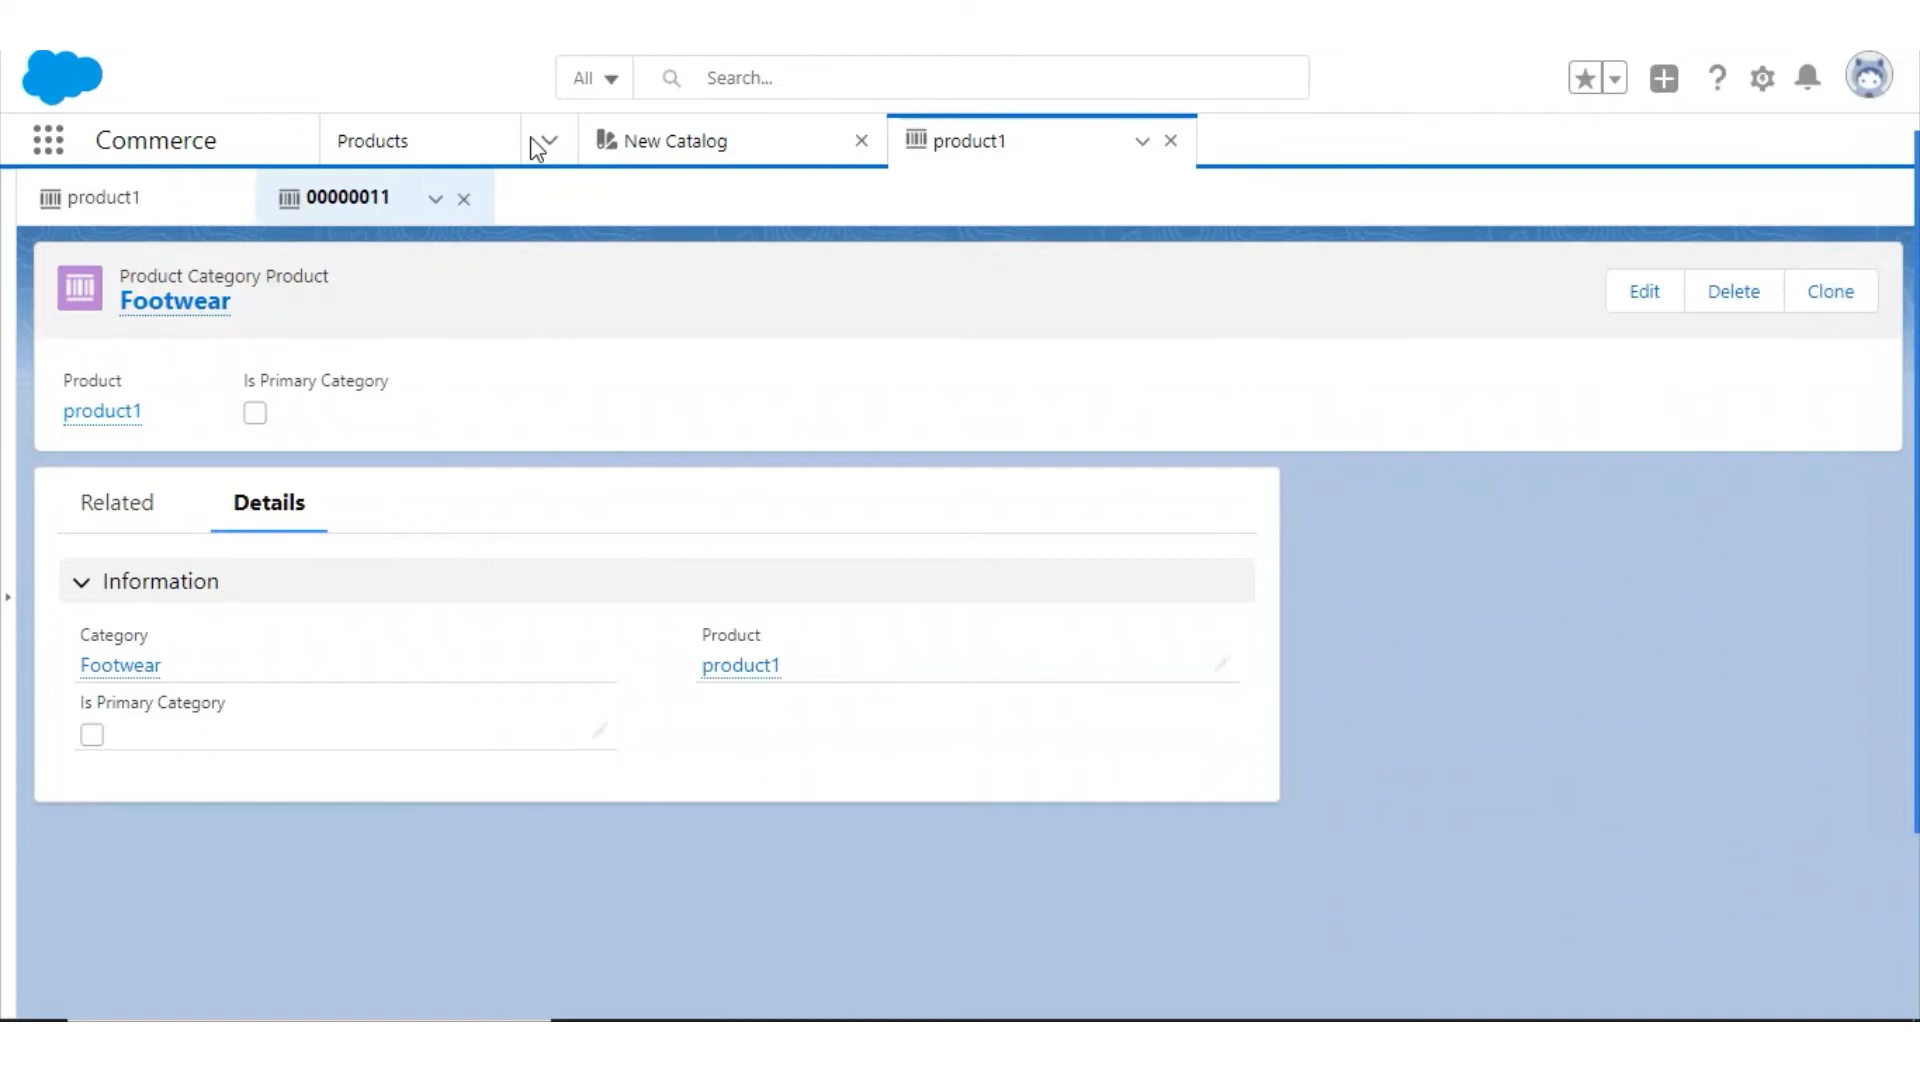 All Search...
Commerce Products New Catalog product1
product1 00000011
Product Category Product
Footwear
Edit Delete Clone
Product Is Primary Category
product1
Related Details
Information
Category Product
Footwear product1
Is Primary Category